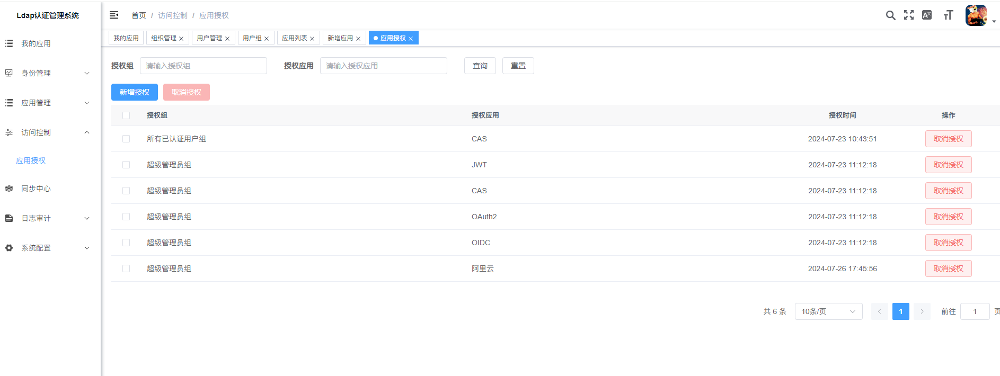 Ldap认证管理系统
我的应用
身份管理
应用管理
访问控制
应用授权
同步中心
日志审计
系统配置
首页 / 访问控制 / 应用授权
我的应用 组织管理 用户管理 用户组 应用列表 新增应用 应用授权
授权组 请输入授权组 授权应用 请输入授权应用 查询 重置
新增授权 取消授权
授权组 授权应用 授权时间 操作
所有已认证用户组 CAS 2024-07-23 10:43:51 取消授权
超级管理员组 JWT 2024-07-23 11:12:18 取消授权
超级管理员组 CAS 2024-07-23 11:12:18 取消授权
超级管理员组 OAuth2 2024-07-23 11:12:18 取消授权
超级管理员组 OIDC 2024-07-23 11:12:18 取消授权
超级管理员组 阿里云 2024-07-26 17:45:56 取消授权
共 6 条 10条/页 1 前往 1 页